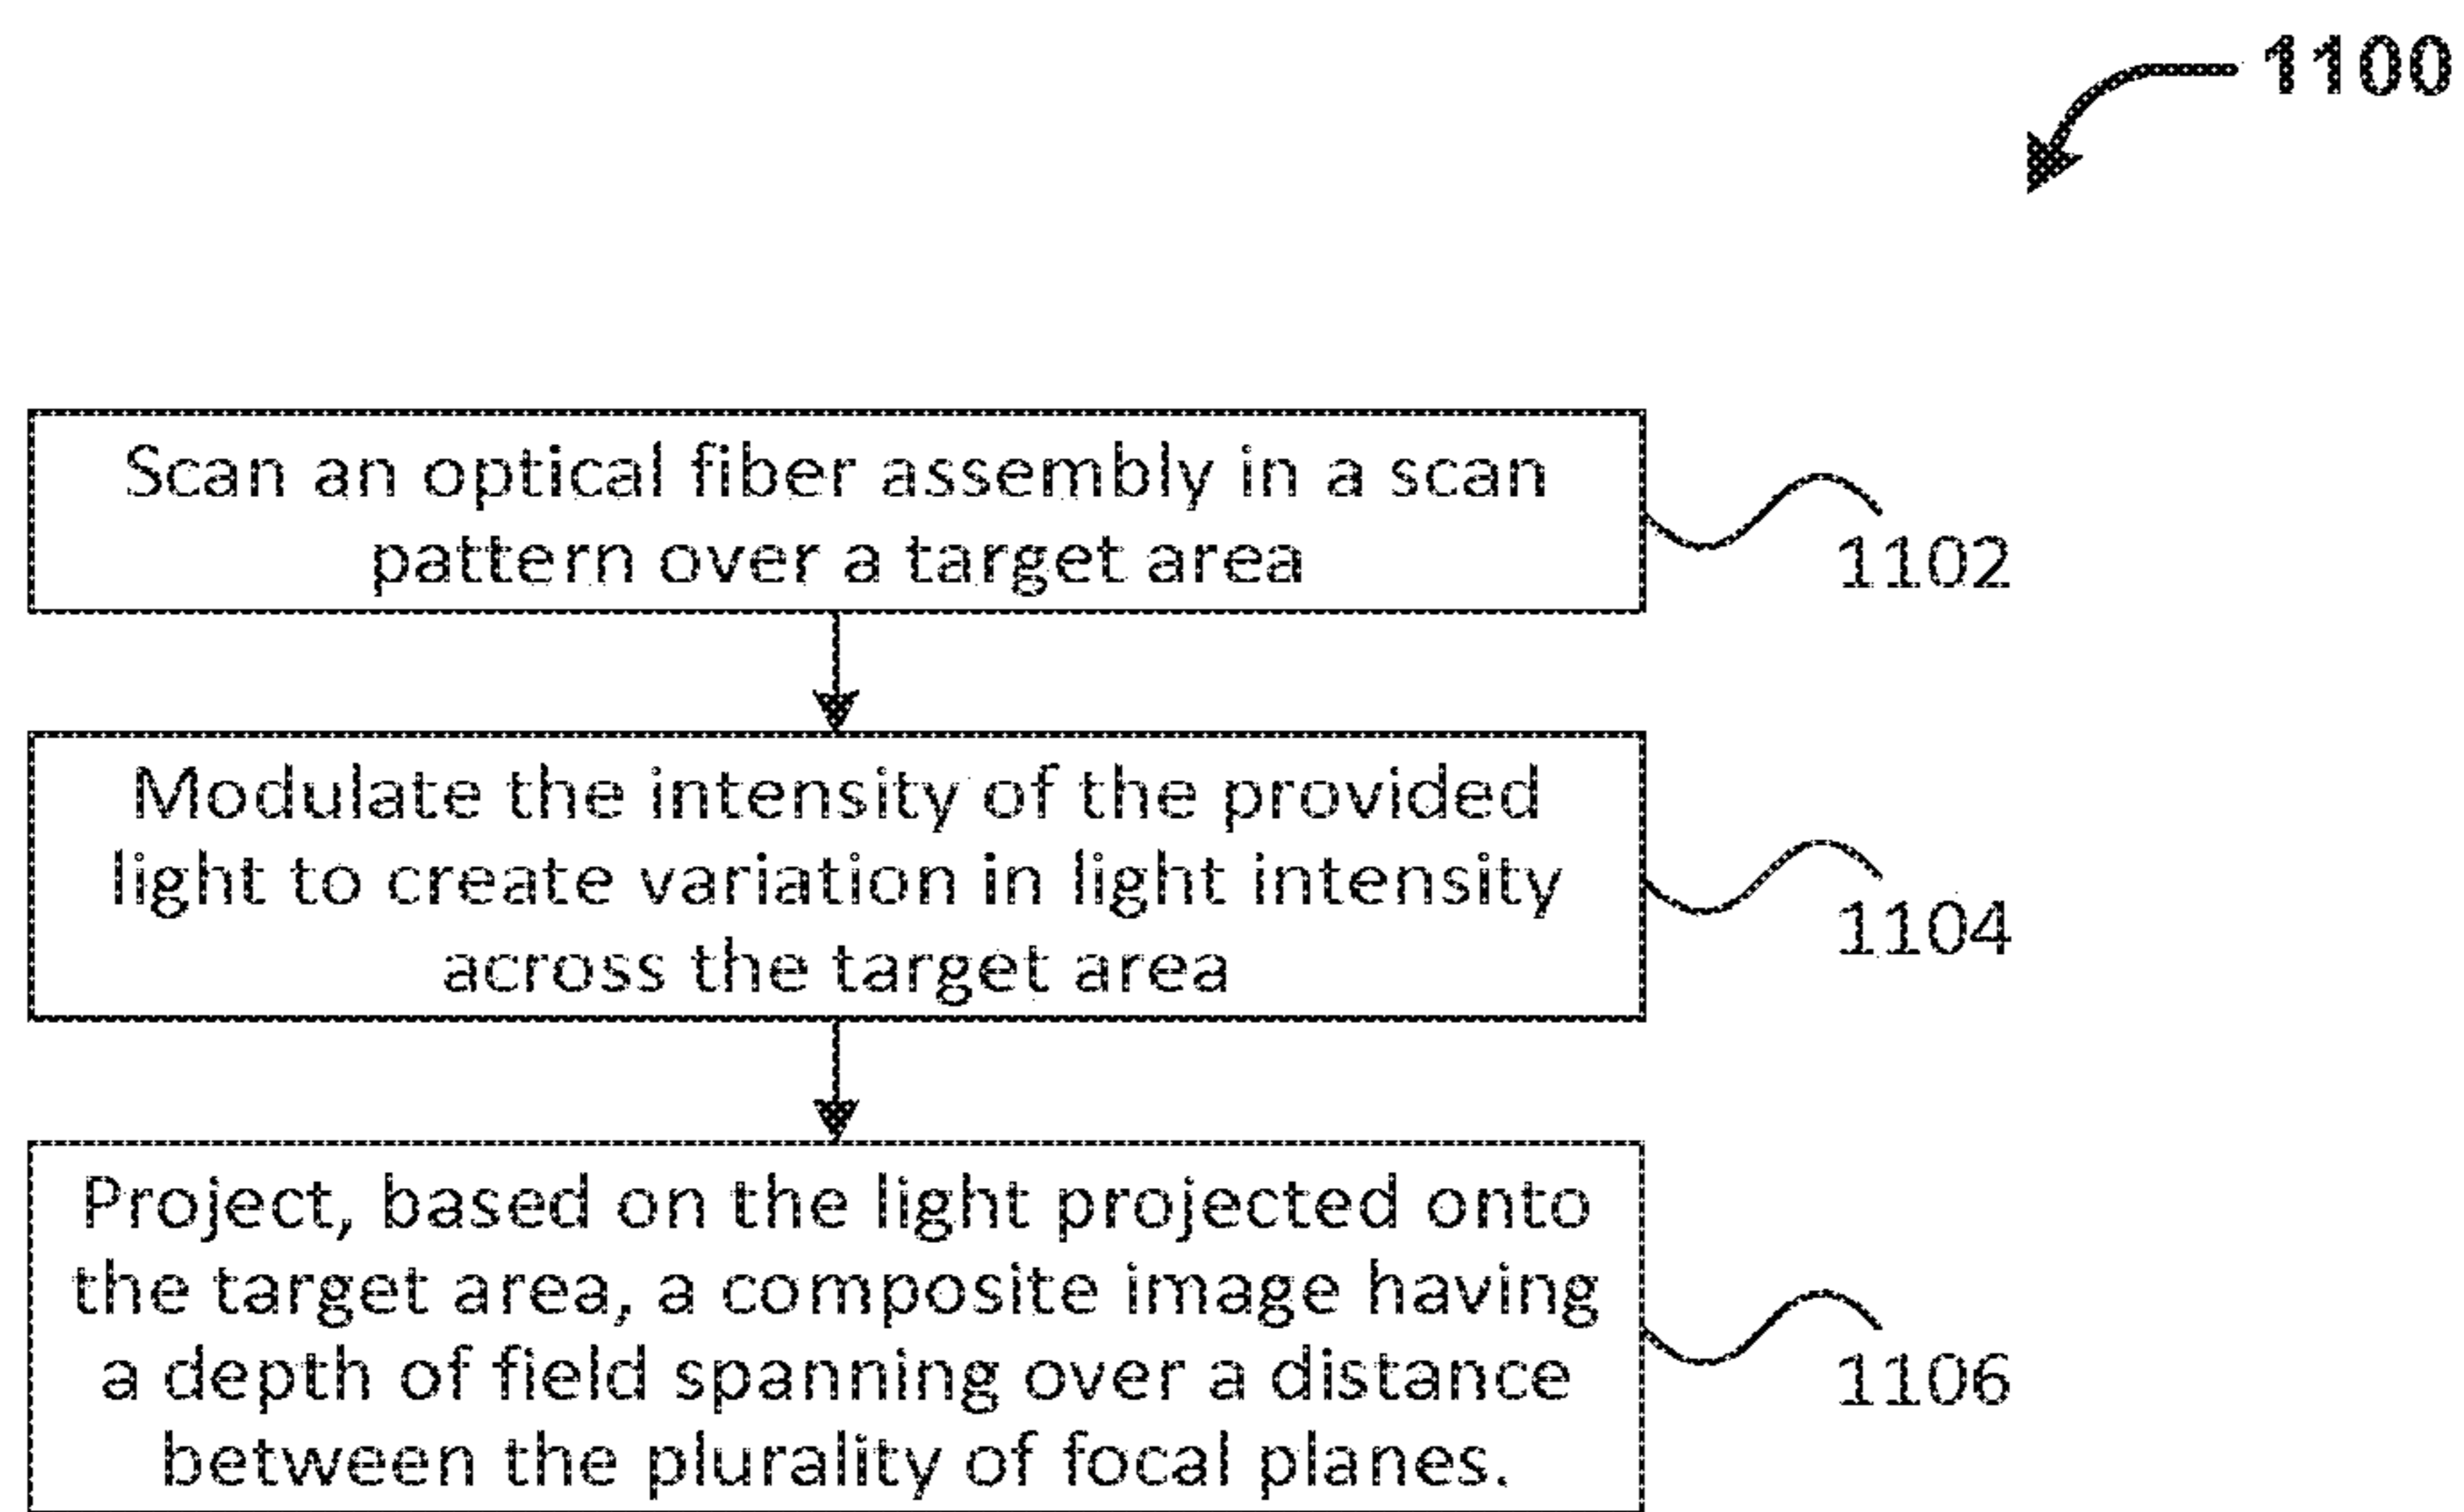 1100
Scan an optical fiber assembly in a scan
pattern over a target area
1102
Modulate the intensity of the provided
light to create variation in light intensity
across the target area
1104
Project, based on the light projected onto
the target area, a composite image having
a depth of field spanning over a distance
between the plurality of focal planes.
1106